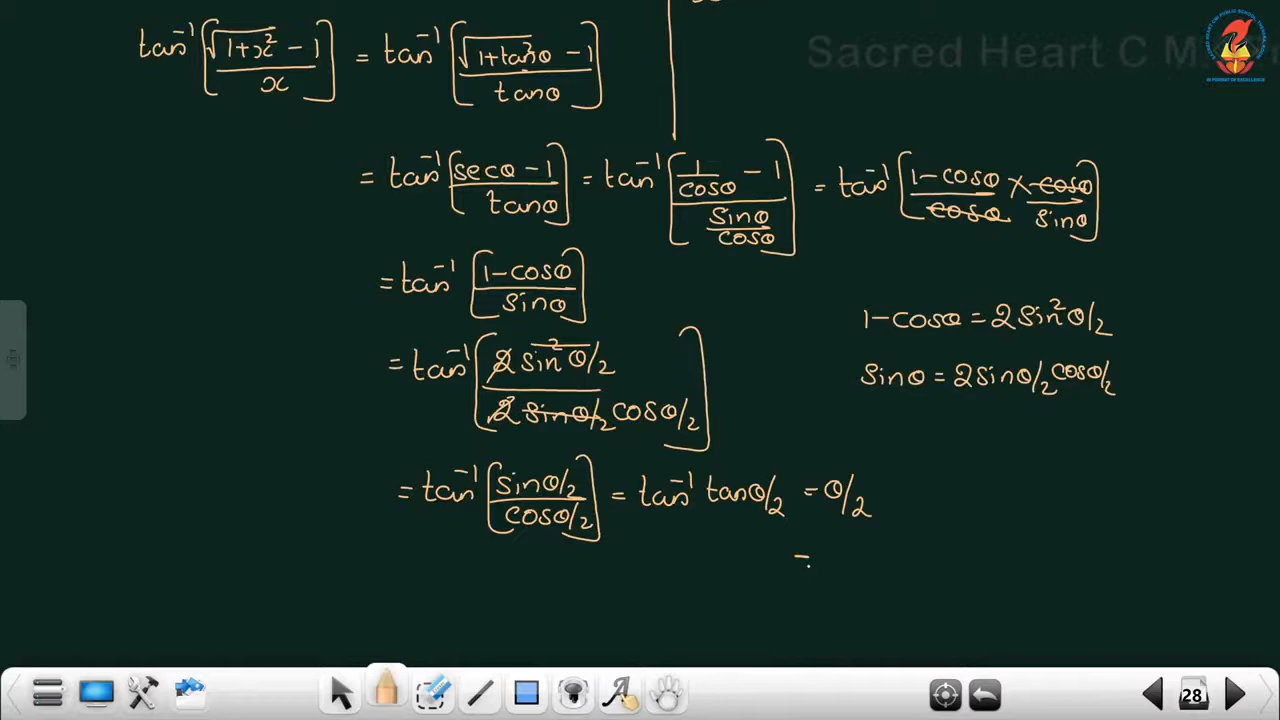 Sacred Heart C M
tan⁻¹[(√(1+x²) − 1)/x] = tan⁻¹[(√(1+tan²θ) − 1)/tanθ]
= tan⁻¹[(secθ − 1)/tanθ] = tan⁻¹[(1/cosθ − 1)/(sinθ/cosθ)] = tan⁻¹[(1−cosθ)/cosθ × cosθ/sinθ]
= tan⁻¹[(1−cosθ)/sinθ]
1−cosθ = 2sin²θ/2
= tan⁻¹[2sin²θ/2 / 2sinθ/2 cosθ/2]
sinθ = 2sinθ/2 cosθ/2
= tan⁻¹[sinθ/2 / cosθ/2] = tan⁻¹ tanθ/2 = θ/2
=
28